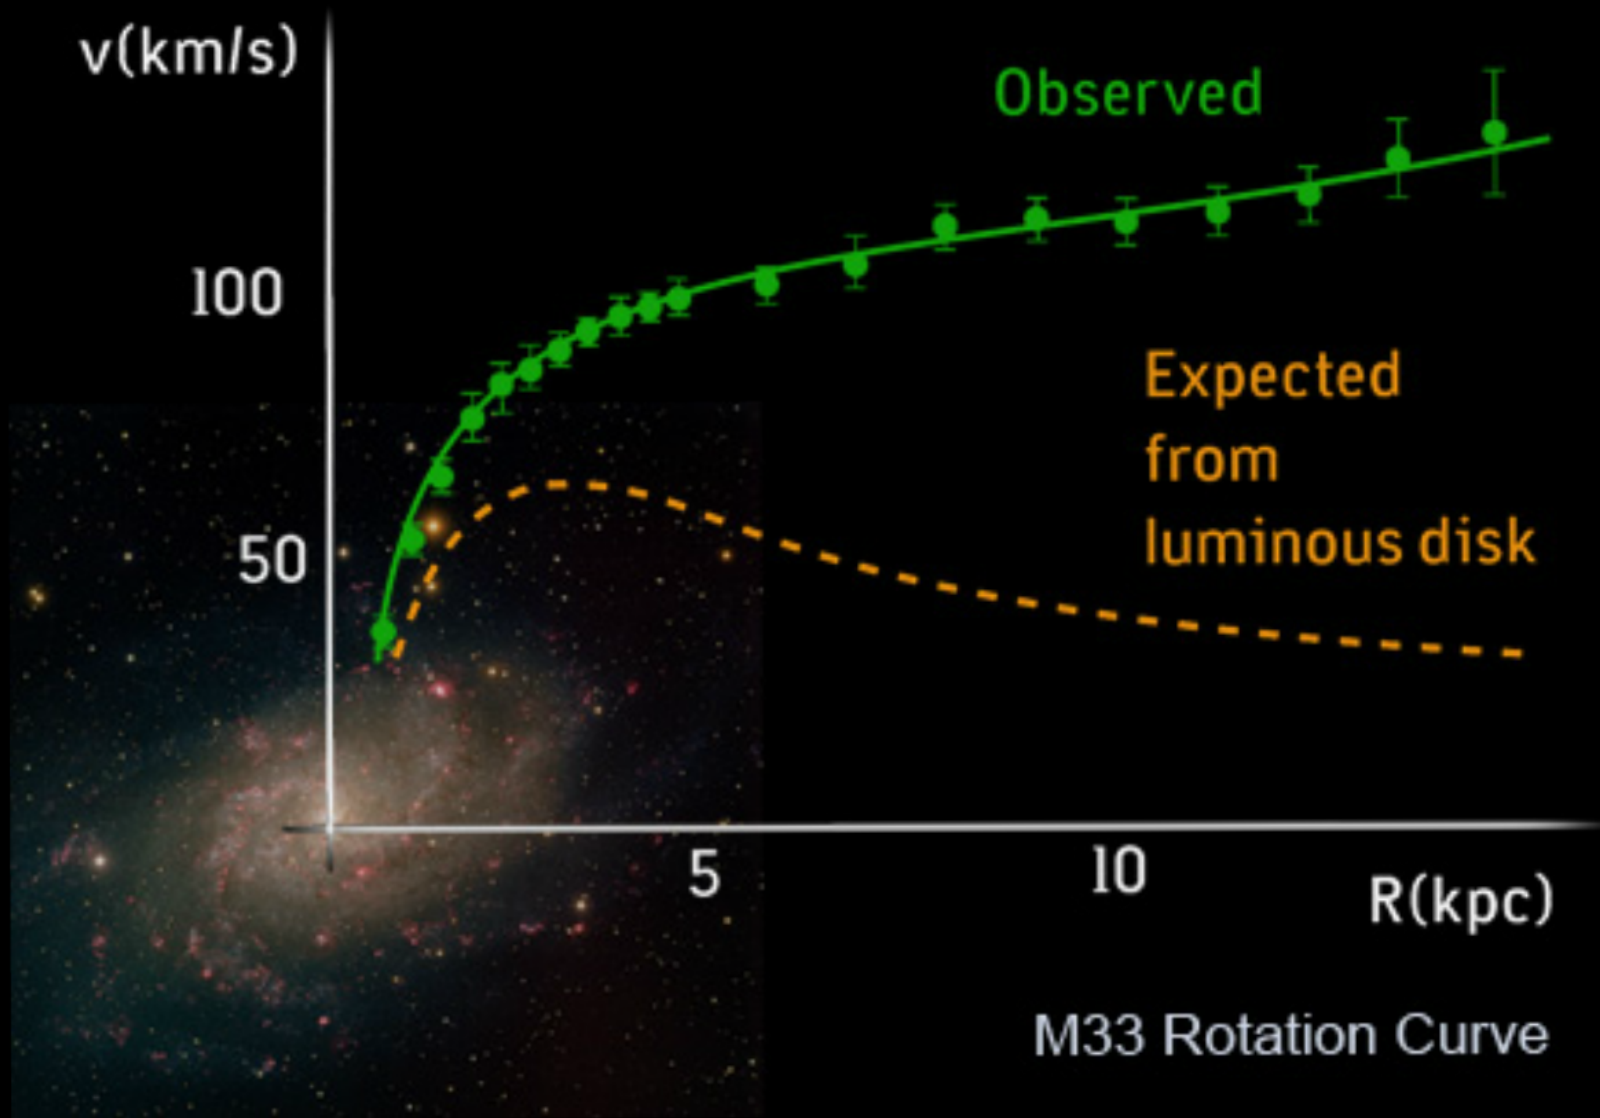 v(km/s)
Observed
100
Expected
from
luminous disk
50
5
10
R(kpc)
M33 Rotation Curve